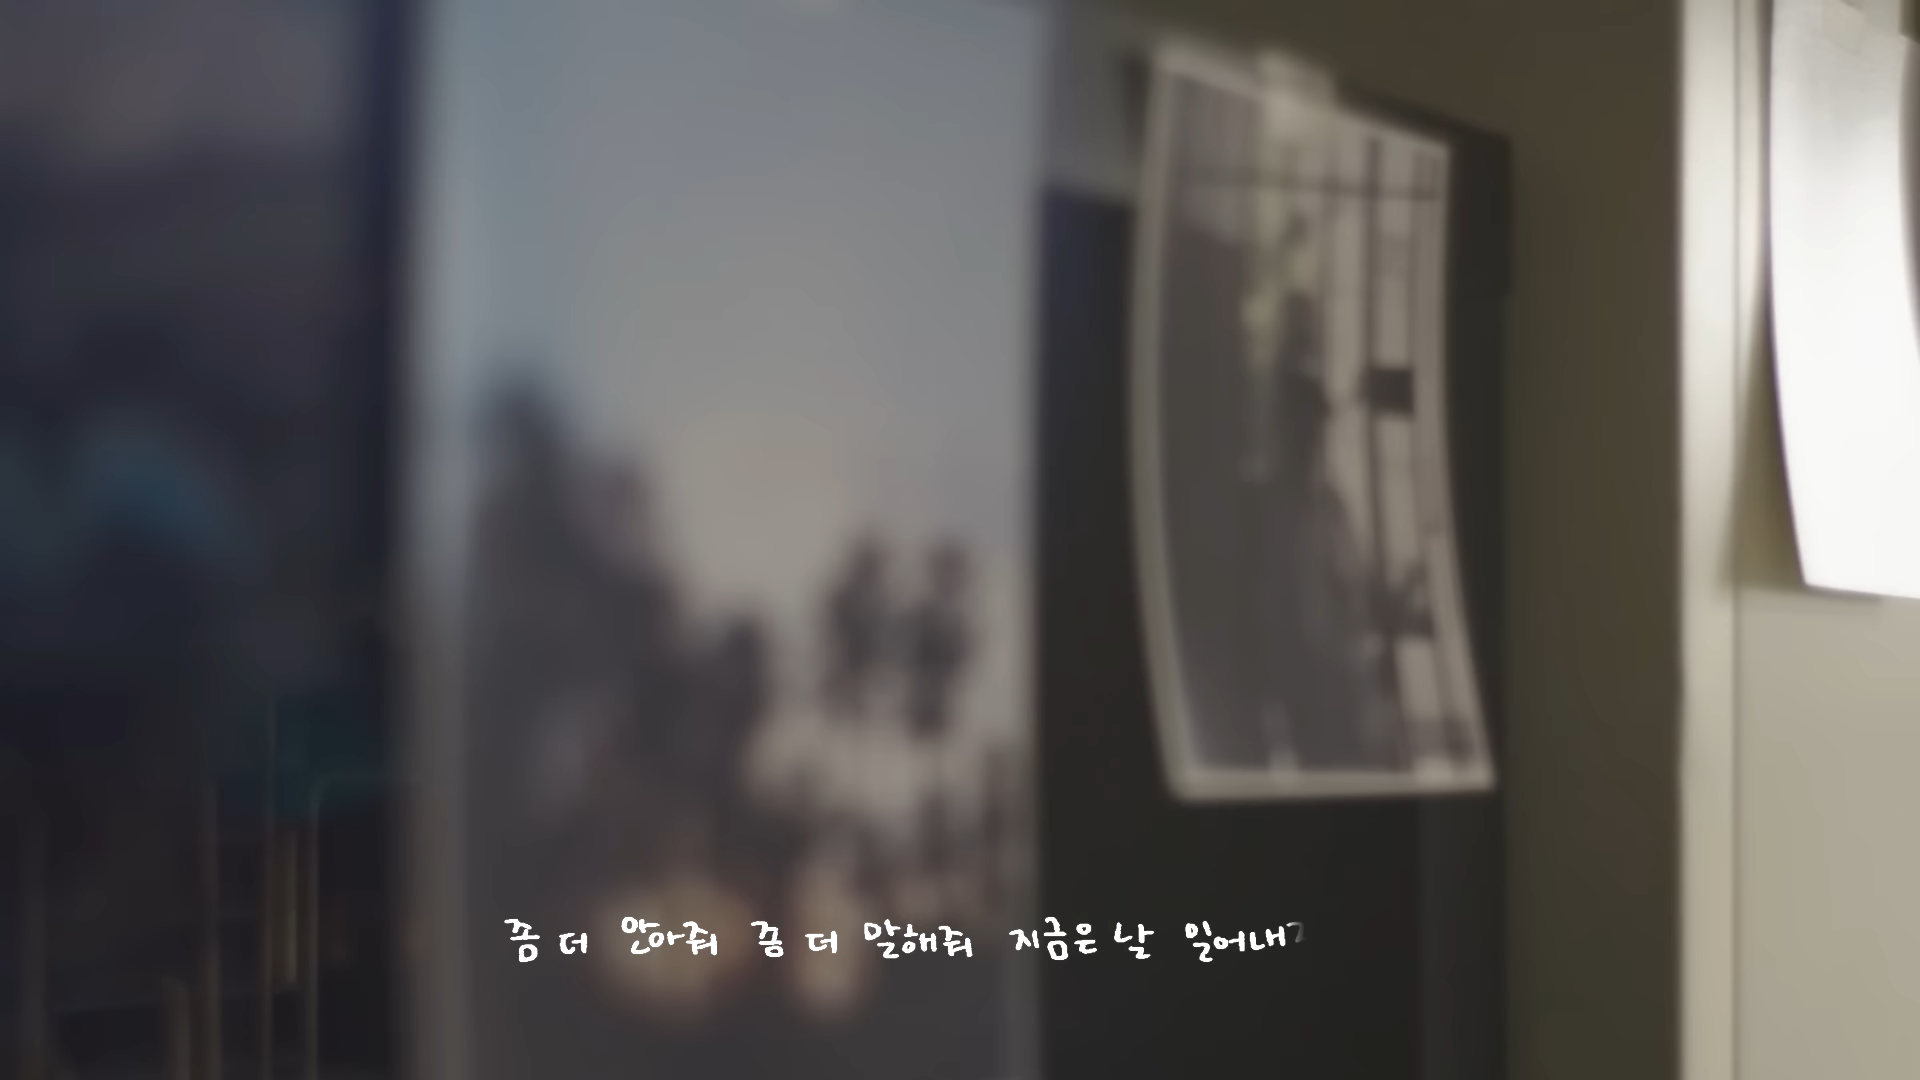 좀 더 안아줘 좀 더 말해줘 지금은 날 일어내